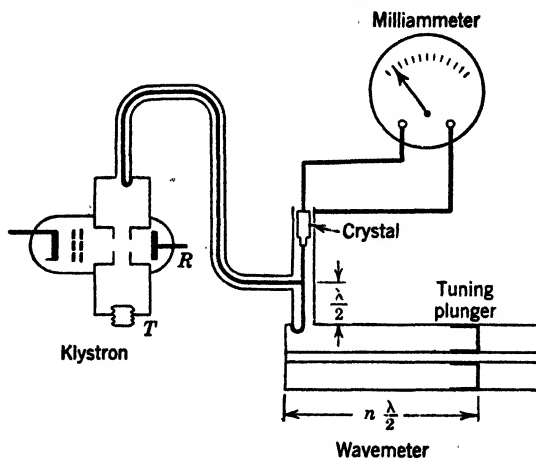 Milliammeter
Crystal
R
λ/2
Tuning
plunger
T
Klystron
n λ/2
Wavemeter